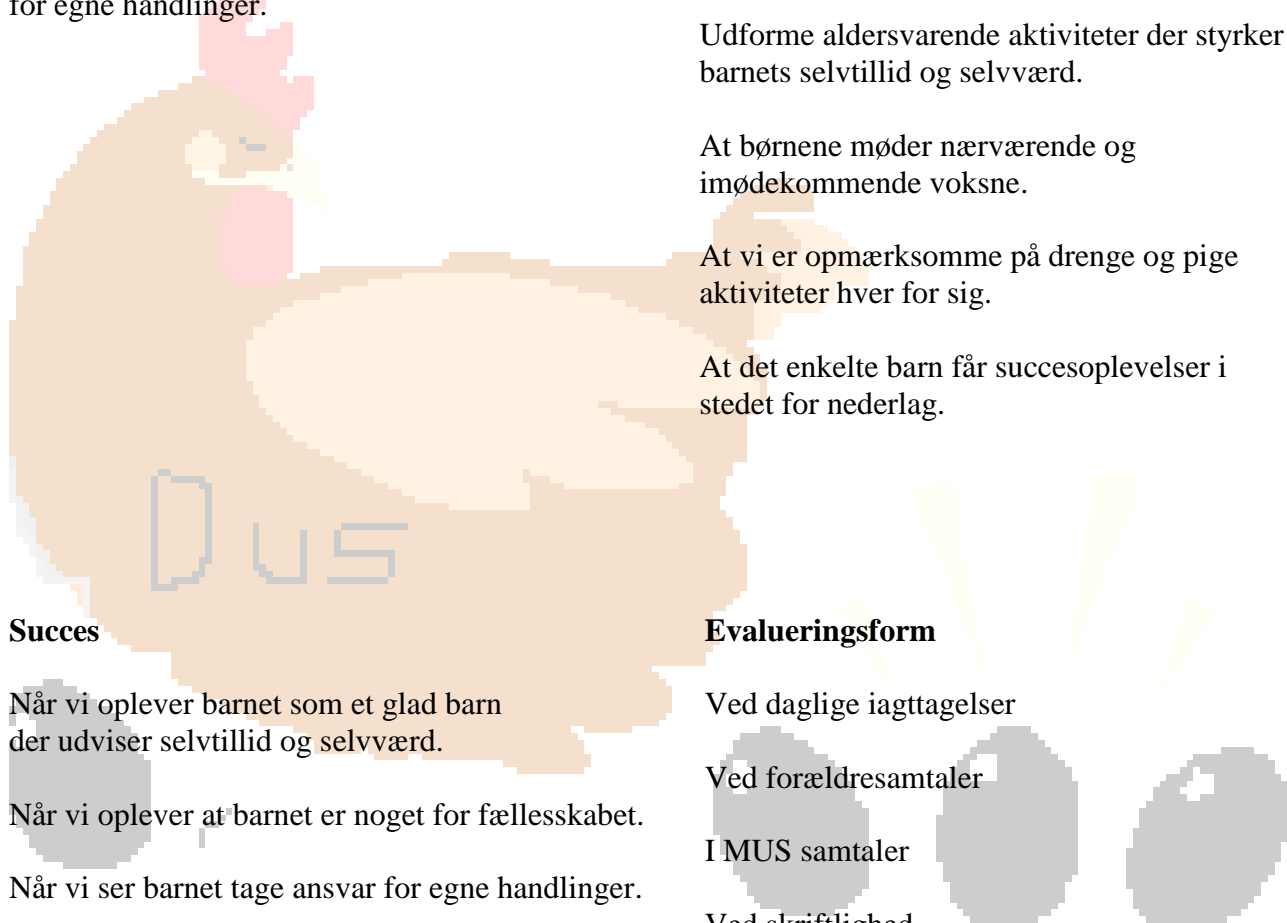 for egne handlinger.
Udforme aldersvarende aktiviteter der styrker
barnets selvtillid og selvværd.
At børnene møder nærværende og
imødekommende voksne.
At vi er opmærksomme på drenge og pige
aktiviteter hver for sig.
At det enkelte barn får succesoplevelser i
stedet for nederlag.
Dus
Succes
Når vi oplever barnet som et glad barn
der udviser selvtillid og selvværd.
Når vi oplever at barnet er noget for fællesskabet.
Når vi ser barnet tage ansvar for egne handlinger.
Evalueringsform
Ved daglige iagttagelser
Ved forældresamtaler
I MUS samtaler
Ved skriftlighed